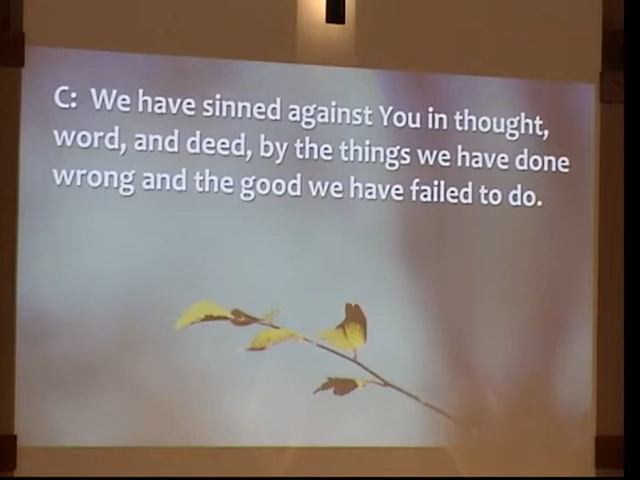 C: We have sinned against You in thought,
word, and deed, by the things we have done
wrong and the good we have failed to do.